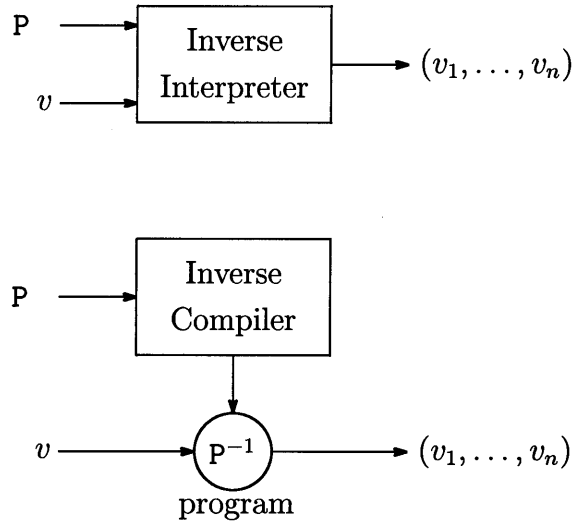 P
Inverse
Interpreter
v
(v₁, . . . , vₙ)
P
Inverse
Compiler
v
P⁻¹
(v₁, . . . , vₙ)
program